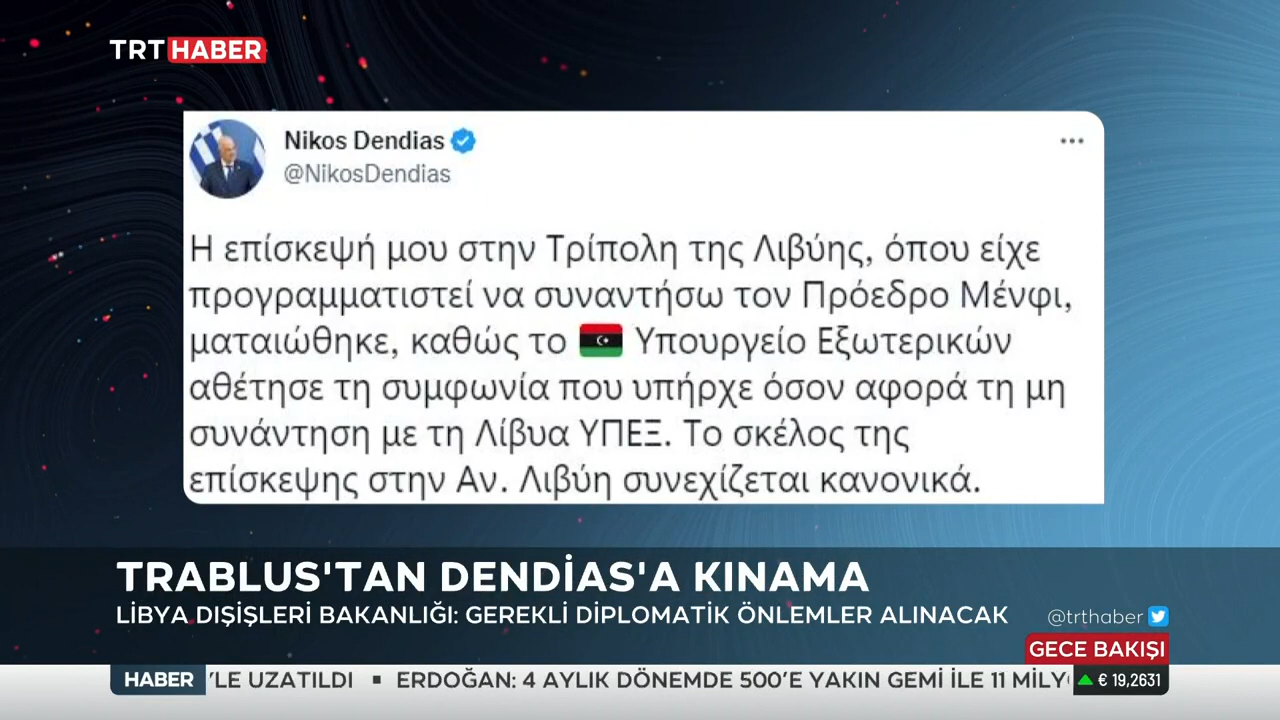 TRT HABER
Nikos Dendias
@NikosDendias
Η επίσκεψή μου στην Τρίπολη της Λιβύης, όπου είχε
προγραμματιστεί να συναντήσω τον Πρόεδρο Μένφι,
ματαιώθηκε, καθώς το 🇱🇾 Υπουργείο Εξωτερικών
αθέτησε τη συμφωνία που υπήρχε όσον αφορά τη μη
συνάντηση με τη Λίβυα ΥΠΕΞ. Το σκέλος της
επίσκεψης στην Αν. Λιβύη συνεχίζεται κανονικά.
TRABLUS'TAN DENDİAS'A KINAMA
LİBYA DIŞİŞLERİ BAKANLIĞI: GEREKLİ DİPLOMATİK ÖNLEMLER ALINACAK
@trthaber
GECE BAKIŞI
HABER 'LE UZATILDI ▪ ERDOĞAN: 4 AYLIK DÖNEMDE 500'E YAKIN GEMİ İLE 11 MİLY
€ 19,2631